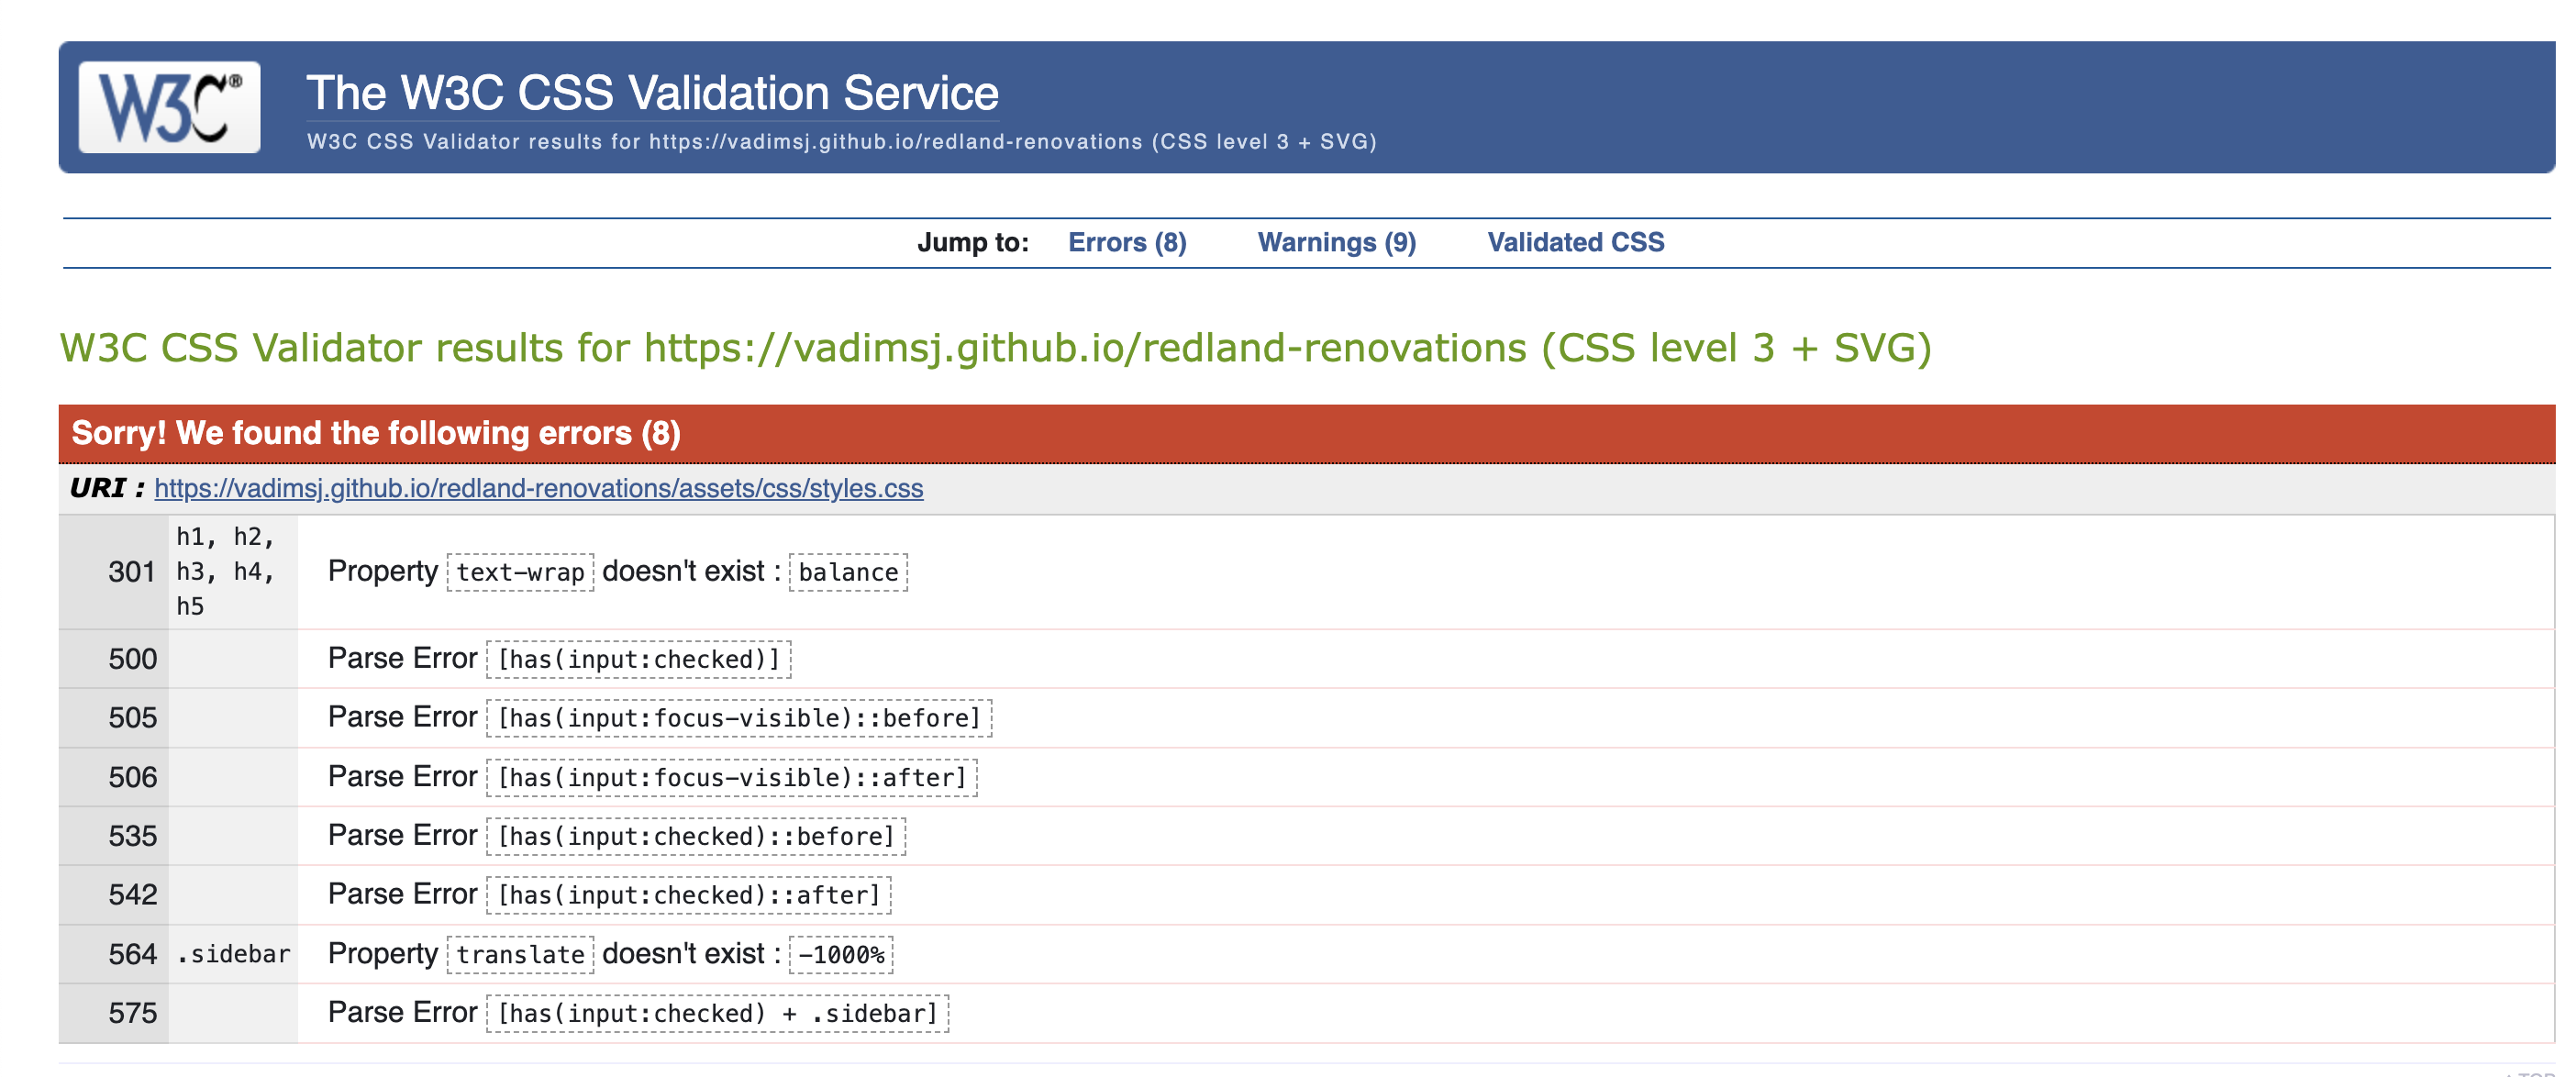 W3C®
The W3C CSS Validation Service
W3C CSS Validator results for https://vadimsj.github.io/redland-renovations (CSS level 3 + SVG)
Jump to: Errors (8) Warnings (9) Validated CSS
W3C CSS Validator results for https://vadimsj.github.io/redland-renovations (CSS level 3 + SVG)
Sorry! We found the following errors (8)
URI : https://vadimsj.github.io/redland-renovations/assets/css/styles.css
301 h1, h2, h3, h4, h5 Property text-wrap doesn't exist : balance
500 Parse Error [has(input:checked)]
505 Parse Error [has(input:focus-visible)::before]
506 Parse Error [has(input:focus-visible)::after]
535 Parse Error [has(input:checked)::before]
542 Parse Error [has(input:checked)::after]
564 .sidebar Property translate doesn't exist : -1000%
575 Parse Error [has(input:checked) + .sidebar]